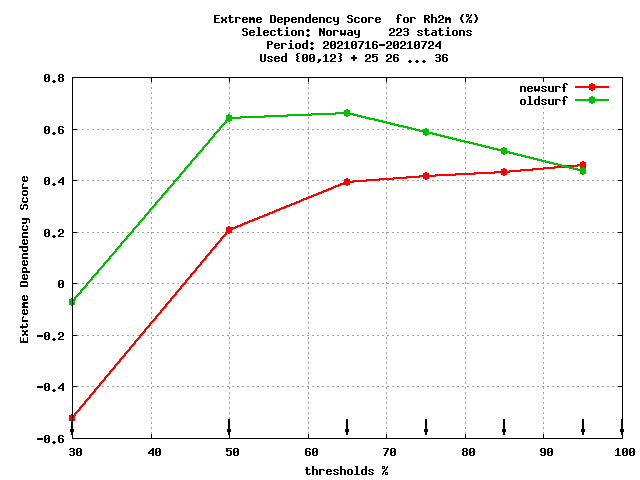 Extreme Dependency Score  for Rh2m (%)
Selection: Norway    223 stations
Period: 20210716-20210724
Used {00,12} + 25 26 ... 36
newsurf
oldsurf
Extreme Dependency Score
0.8
0.6
0.4
0.2
0
-0.2
-0.4
-0.6
30 40 50 60 70 80 90 100
thresholds %